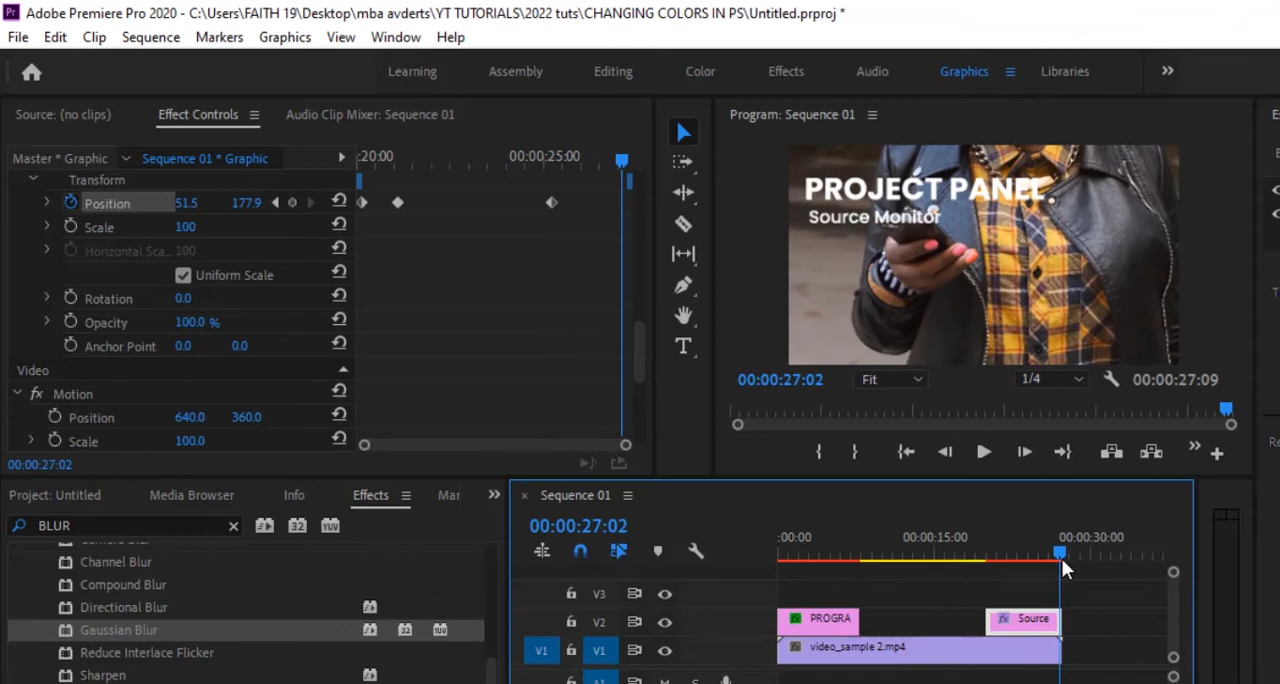 Adobe Premiere Pro 2020 - C:\Users\FAITH 19\Desktop\mba avderts\YT TUTORIALS\2022 tuts\CHANGING COLORS IN PS\Untitled.prproj *
File Edit Clip Sequence Markers Graphics View Window Help
Learning Assembly Editing Color Effects Audio Graphics Libraries
Source: (no clips) Effect Controls Audio Clip Mixer: Sequence 01
Program: Sequence 01
Master * Graphic Sequence 01 * Graphic :20:00 00:00:25:00
Transform
Position 51.5 177.9
Scale 100
Horizontal Sca... 100
Uniform Scale
Rotation 0.0
Opacity 100.0 %
Anchor Point 0.0 0.0
Video
fx Motion
Position 640.0 360.0
Scale 100.0
00:00:27:02
PROJECT PANEL
Source Monitor
00:00:27:02 Fit 1/4 00:00:27:09
Project: Untitled Media Browser Info Effects Mar
BLUR 32 YUV
Channel Blur
Compound Blur
Directional Blur
Gaussian Blur 32 YUV
Reduce Interlace Flicker
Sharpen
Sequence 01
00:00:27:02
:00:00 00:00:15:00 00:00:30:00
V3
V2 fx PROGRA fx Source
V1 V1 fx video_sample 2.mp4
A1 M S